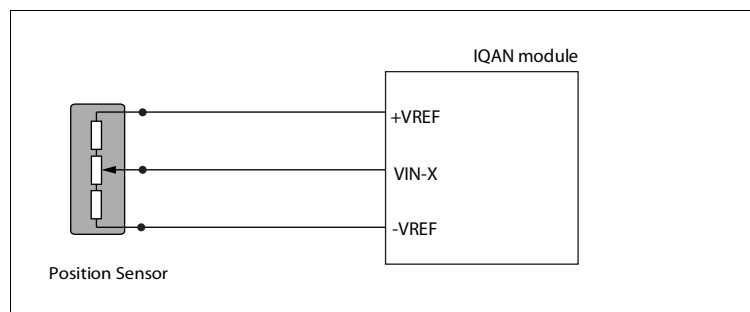 IQAN module
+VREF
VIN-X
-VREF
Position Sensor